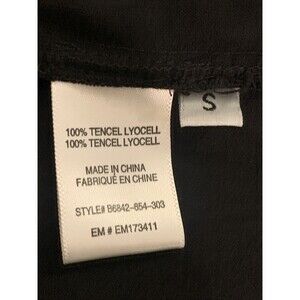 100% TENCEL LYOCELL
100% TENCEL LYOCELL
MADE IN CHINA
FABRIQUÉ EN CHINE
STYLE# B6842-654-303
EM # EM173411
S